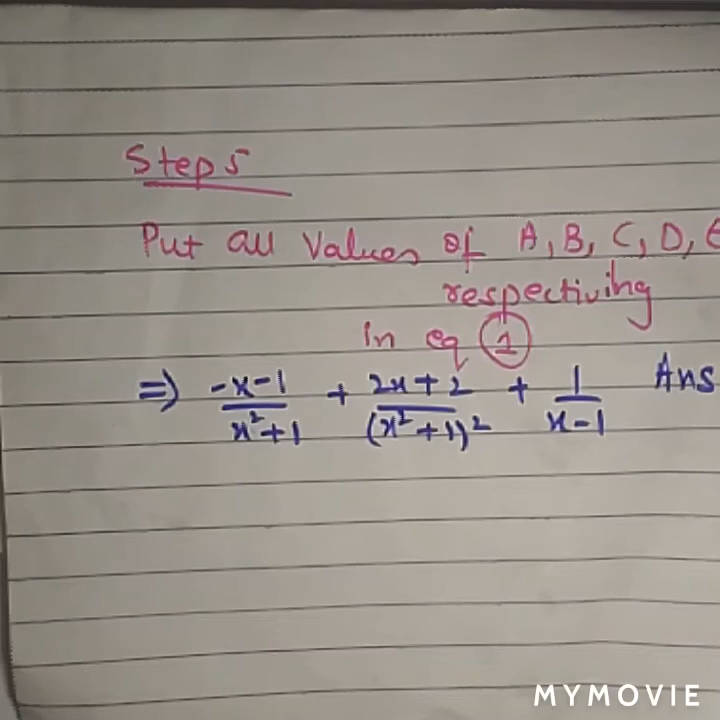 Step 5
Put all Values of A, B, C, D, E
respectiving
in eq ①
=> -x-1/x²+1 + 2x+2/(x²+1)² + 1/x-1 Ans
MYMOVIE